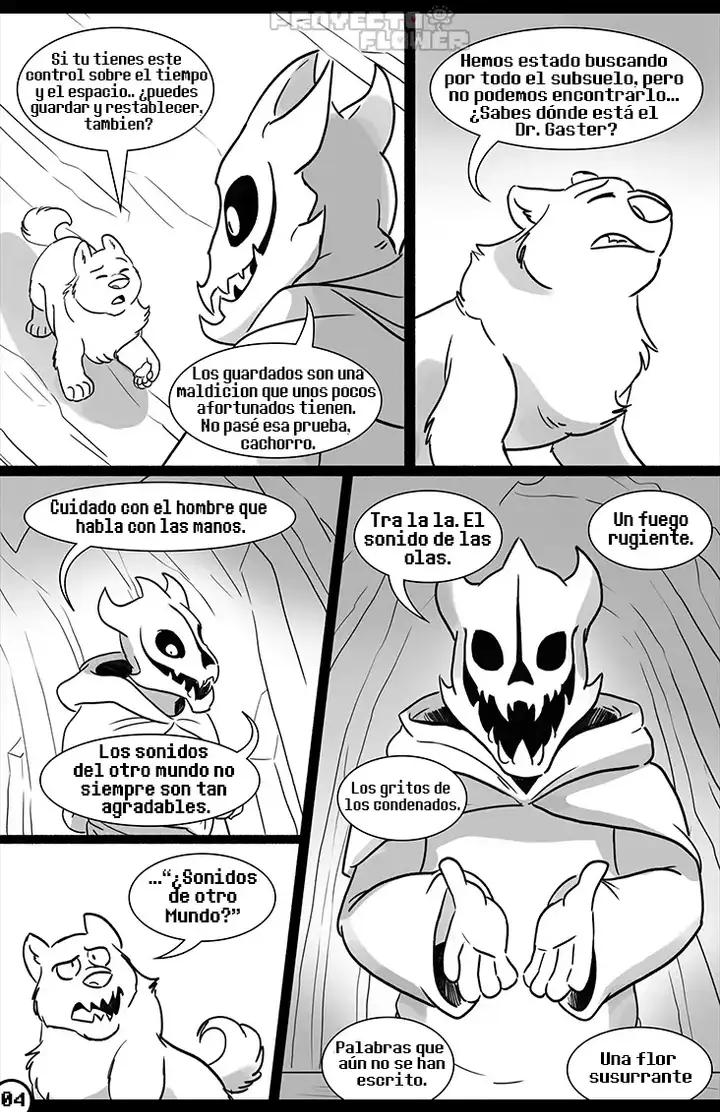 PROYECTO
FLOWER
Si tu tienes este
control sobre el tiempo
y el espacio.. ¿puedes
guardar y restablecer,
tambien?
Los guardados son una
maldicion que unos pocos
afortunados tienen.
No pasé esa prueba,
cachorro.
Hemos estado buscando
por todo el subsuelo, pero
no podemos encontrarlo...
¿Sabes dónde está el
Dr. Gaster?
Cuidado con el hombre que
habla con las manos.
Los sonidos
del otro mundo no
siempre son tan
agradables.
...“¿Sonidos
de otro
Mundo?”
Tra la la. El
sonido de las
olas.
Un fuego
rugiente.
Los gritos de
los condenados.
Palabras que
aún no se han
escrito.
Una flor
susurrante
04